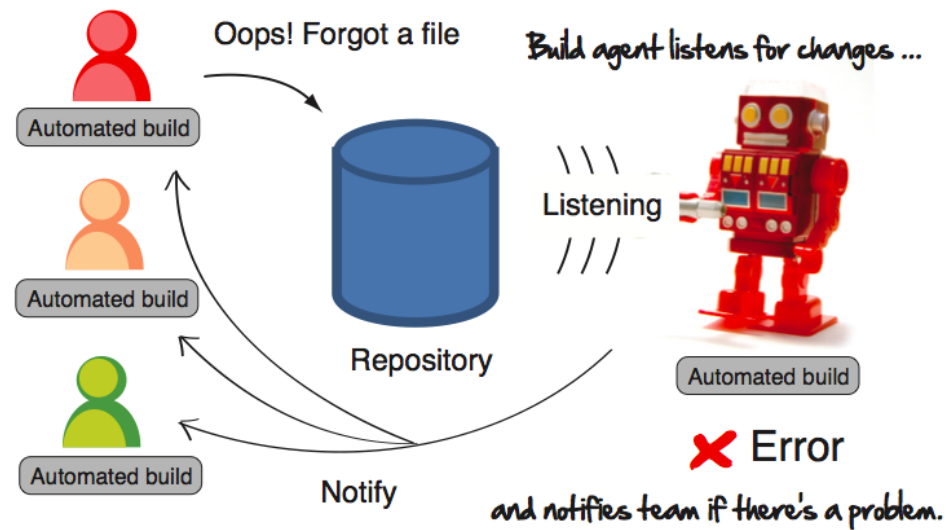 Oops! Forgot a file
Build agent listens for changes ...
Automated build
Listening
Automated build
Repository
Automated build
Automated build
Error
Notify
and notifies team if there's a problem.